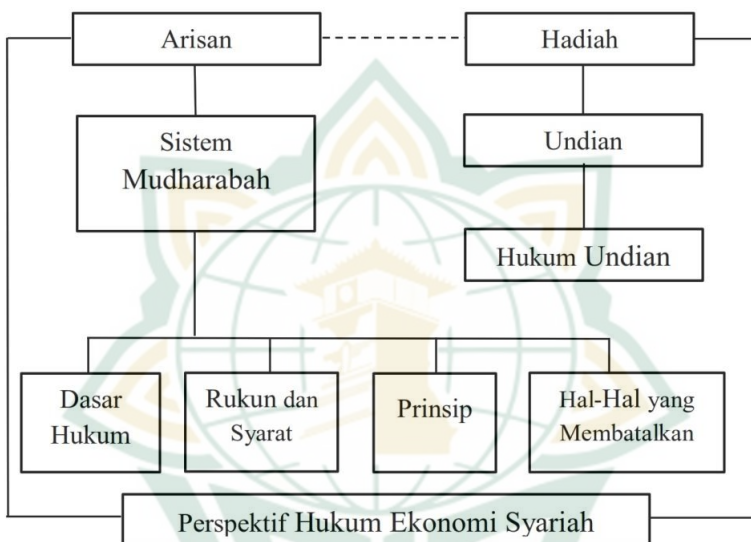 Arisan
Hadiah
Sistem
Mudharabah
Undian
Hukum Undian
Dasar
Hukum
Rukun dan
Syarat
Prinsip
Hal-Hal yang
Membatalkan
Perspektif Hukum Ekonomi Syariah